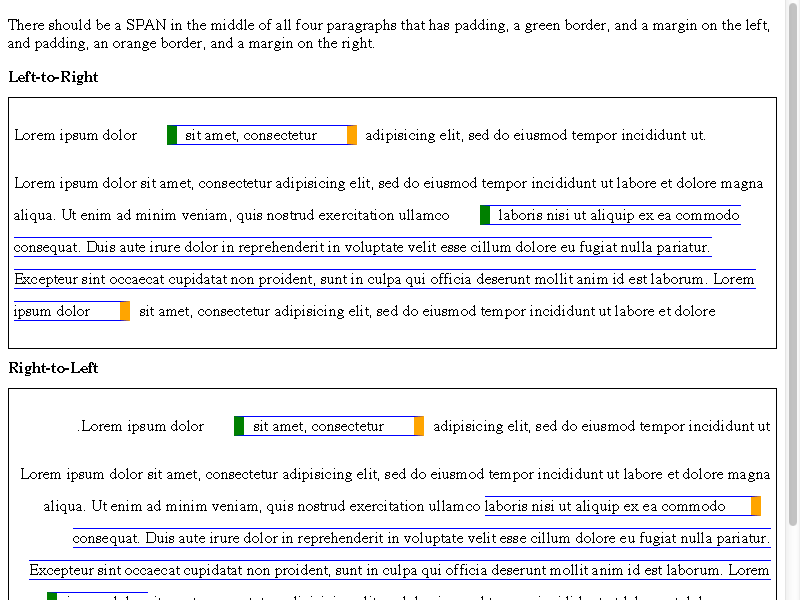 There should be a SPAN in the middle of all four paragraphs that has padding, a green border, and a margin on the left,
and padding, an orange border, and a margin on the right.
Left-to-Right
Lorem ipsum dolor sit amet, consectetur adipisicing elit, sed do eiusmod tempor incididunt ut.
Lorem ipsum dolor sit amet, consectetur adipisicing elit, sed do eiusmod tempor incididunt ut labore et dolore magna
aliqua. Ut enim ad minim veniam, quis nostrud exercitation ullamco laboris nisi ut aliquip ex ea commodo
consequat. Duis aute irure dolor in reprehenderit in voluptate velit esse cillum dolore eu fugiat nulla pariatur.
Excepteur sint occaecat cupidatat non proident, sunt in culpa qui officia deserunt mollit anim id est laborum. Lorem
ipsum dolor sit amet, consectetur adipisicing elit, sed do eiusmod tempor incididunt ut labore et dolore
Right-to-Left
.Lorem ipsum dolor sit amet, consectetur adipisicing elit, sed do eiusmod tempor incididunt ut
Lorem ipsum dolor sit amet, consectetur adipisicing elit, sed do eiusmod tempor incididunt ut labore et dolore magna
aliqua. Ut enim ad minim veniam, quis nostrud exercitation ullamco laboris nisi ut aliquip ex ea commodo
consequat. Duis aute irure dolor in reprehenderit in voluptate velit esse cillum dolore eu fugiat nulla pariatur.
Excepteur sint occaecat cupidatat non proident, sunt in culpa qui officia deserunt mollit anim id est laborum. Lorem